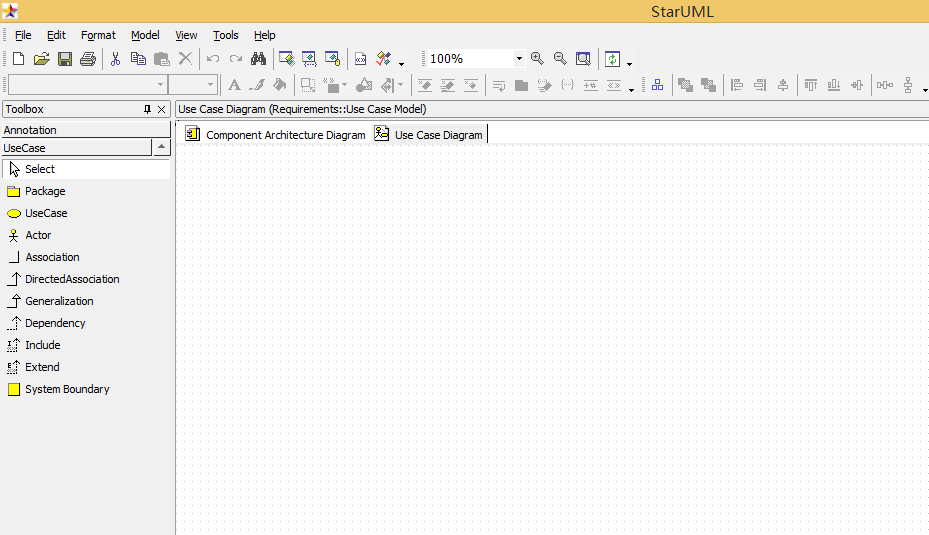 StarUML
File Edit Format Model View Tools Help
100%
Toolbox
Use Case Diagram (Requirements::Use Case Model)
Annotation
Component Architecture Diagram Use Case Diagram
UseCase
Select
Package
UseCase
Actor
Association
DirectedAssociation
Generalization
Dependency
Include
Extend
System Boundary